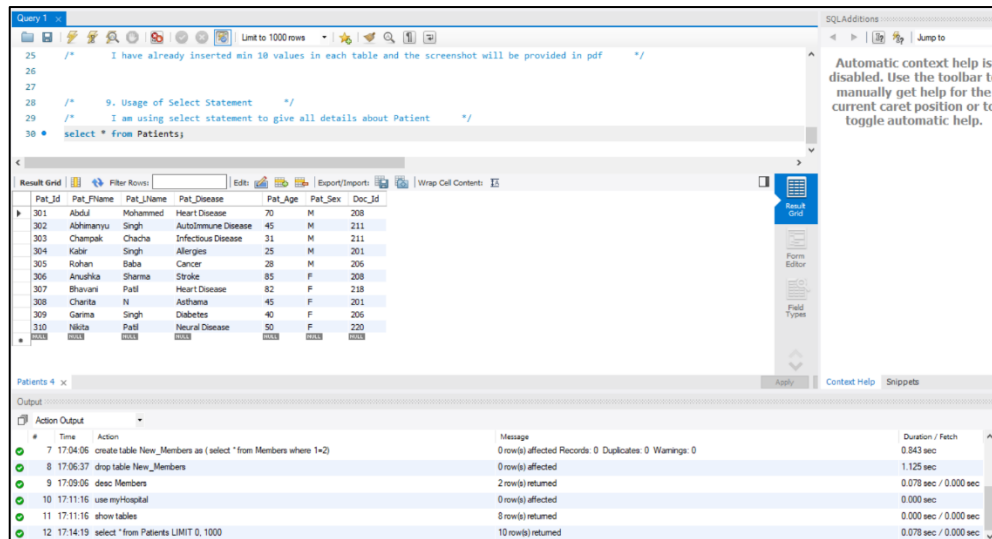 Query 1
SQLAdditions
Limit to 1000 rows
Jump to
25 /* I have already inserted min 10 values in each table and the screenshot will be provided in pdf */
26
27
28 /* 9. Usage of Select Statement */
29 /* I am using select statement to give all details about Patient */
30 select * from Patients;
Automatic context help is
disabled. Use the toolbar to
manually get help for the
current caret position or to
toggle automatic help.
Result Grid Filter Rows: Edit: Export/Import: Wrap Cell Content:
Pat_Id Pat_FName Pat_LName Pat_Disease Pat_Age Pat_Sex Doc_Id
301 Abdul Mohammed Heart Disease 70 M 208
302 Abhimanyu Singh AutoImmune Disease 45 M 211
303 Champak Chacha Infectious Disease 31 M 211
304 Kabir Singh Allergies 25 M 201
305 Rohan Baba Cancer 28 M 206
306 Anushka Sharma Stroke 85 F 208
307 Bhavani Patil Heart Disease 82 F 218
308 Charita N Asthama 45 F 201
309 Garima Singh Diabetes 40 F 206
310 Nikita Patil Neural Disease 50 F 220
NULL NULL NULL NULL NULL NULL NULL
Result
Grid
Form
Editor
Field
Types
Patients 4
Apply
Context Help Snippets
Output
Action Output
# Time Action Message Duration / Fetch
7 17:04:06 create table New_Members as ( select * from Members where 1=2) 0 row(s) affected Records: 0 Duplicates: 0 Warnings: 0 0.843 sec
8 17:06:37 drop table New_Members 0 row(s) affected 1.125 sec
9 17:09:06 desc Members 2 row(s) returned 0.078 sec / 0.000 sec
10 17:11:16 use myHospital 0 row(s) affected 0.000 sec
11 17:11:16 show tables 8 row(s) returned 0.000 sec / 0.000 sec
12 17:14:19 select * from Patients LIMIT 0, 1000 10 row(s) returned 0.078 sec / 0.000 sec